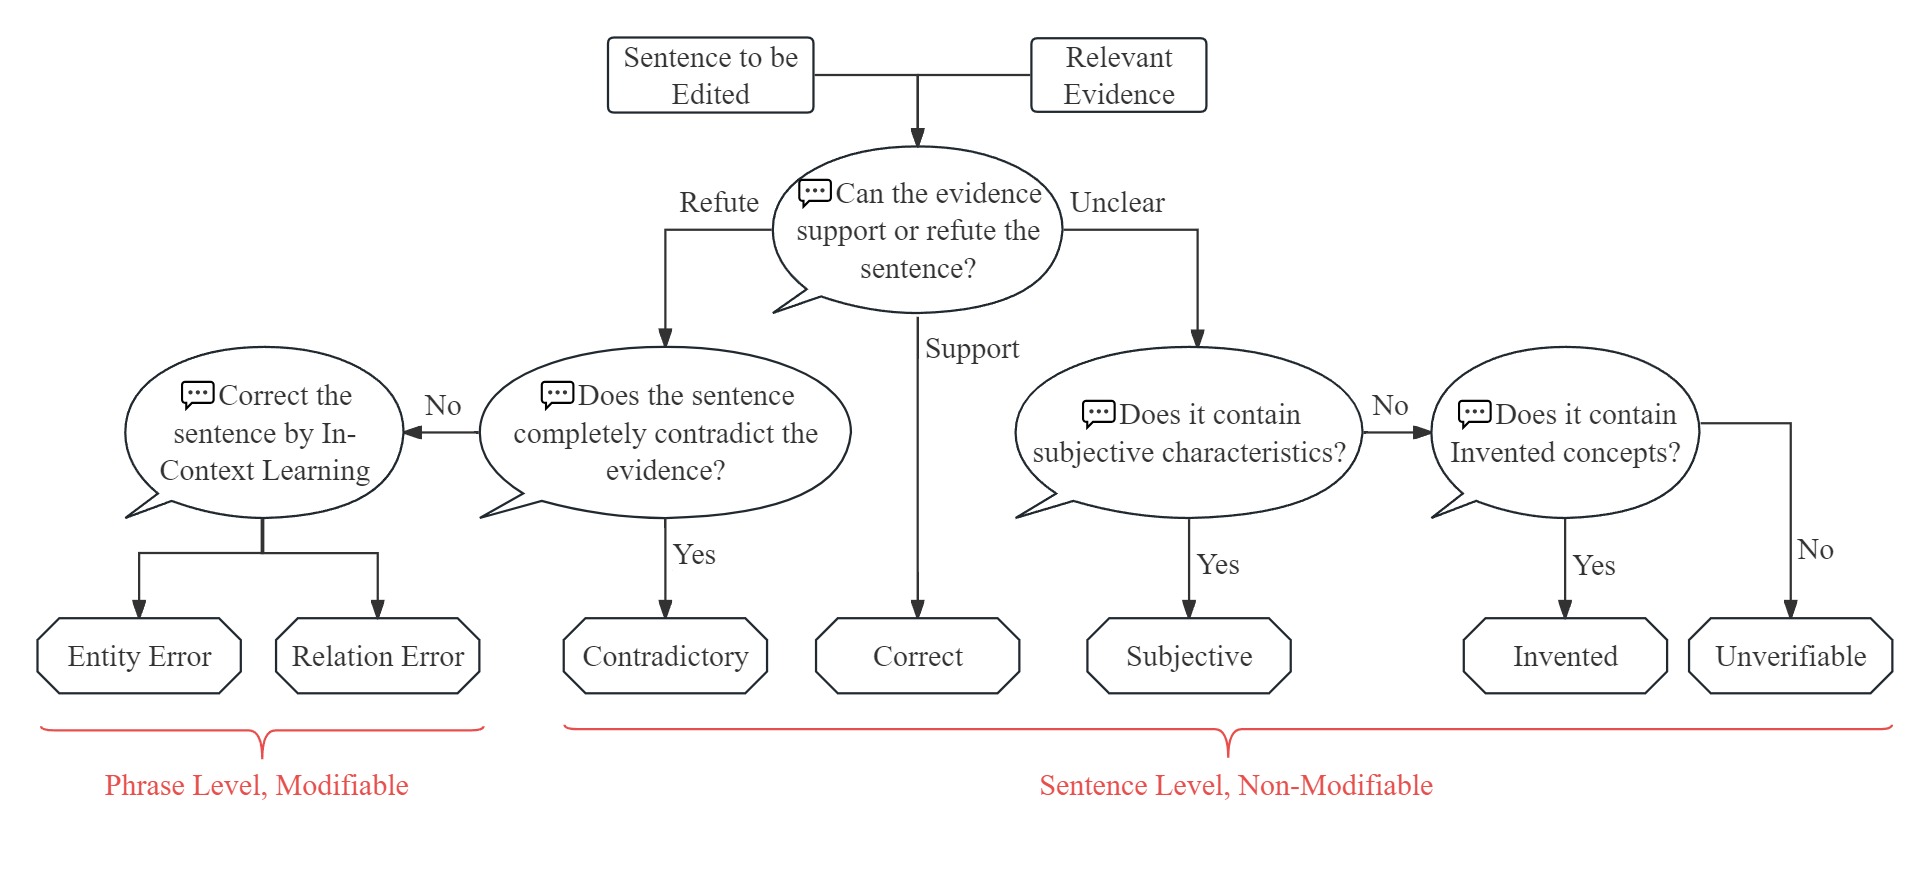 Sentence to be
Edited
Relevant
Evidence
Can the evidence
support or refute the
sentence?
Refute
Unclear
Support
Correct the
sentence by In-
Context Learning
No
Does the sentence
completely contradict the
evidence?
Does it contain
subjective characteristics?
No
Does it contain
Invented concepts?
Yes
Yes
Yes
No
Entity Error
Relation Error
Contradictory
Correct
Subjective
Invented
Unverifiable
Phrase Level, Modifiable
Sentence Level, Non-Modifiable